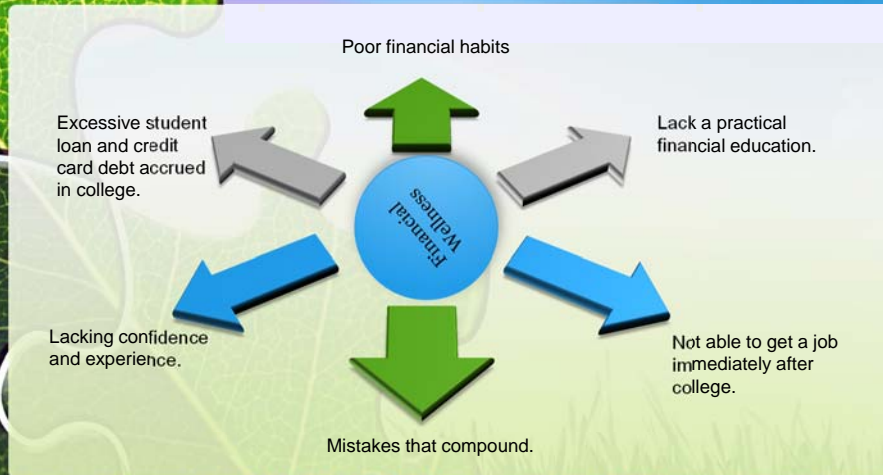 Poor financial habits
Excessive student
loan and credit
card debt accrued
in college.
Lack a practical
financial education.
Financial
Wellness
Lacking confidence
and experience.
Not able to get a job
immediately after
college.
Mistakes that compound.